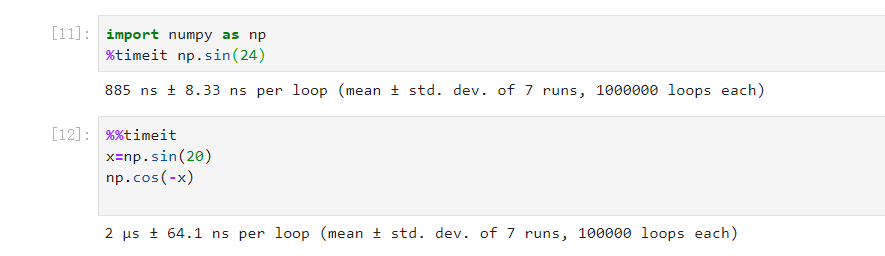 [11]: import numpy as np
%timeit np.sin(24)
885 ns ± 8.33 ns per loop (mean ± std. dev. of 7 runs, 1000000 loops each)
[12]: %%timeit
x=np.sin(20)
np.cos(-x)
2 µs ± 64.1 ns per loop (mean ± std. dev. of 7 runs, 100000 loops each)